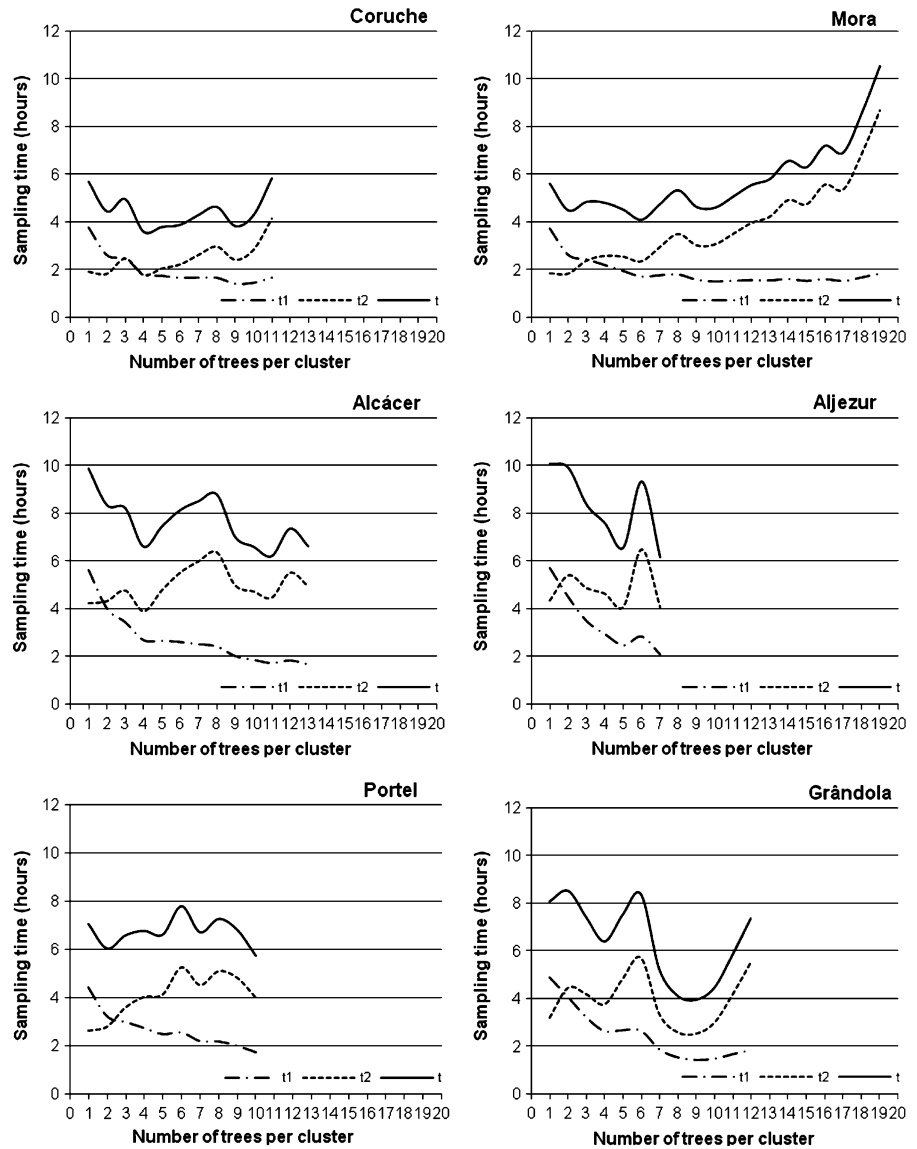 Coruche
Sampling time (hours)
12
10
8
6
4
2
0
t1 t2 t
0 1 2 3 4 5 6 7 8 9 10 11 12 13 14 15 16 17 18 19 20
Number of trees per cluster
Mora
Sampling time (hours)
12
10
8
6
4
2
0
t1 t2 t
0 1 2 3 4 5 6 7 8 9 10 11 12 13 14 15 16 17 18 19 20
Number of trees per cluster
Alcácer
Sampling time (hours)
12
10
8
6
4
2
0
t1 t2 t
0 1 2 3 4 5 6 7 8 9 10 11 12 13 14 15 16 17 18 19 20
Number of trees per cluster
Aljezur
Sampling time (hours)
12
10
8
6
4
2
0
t1 t2 t
0 1 2 3 4 5 6 7 8 9 10 11 12 13 14 15 16 17 18 19 20
Number of trees per cluster
Portel
Sampling time (hours)
12
10
8
6
4
2
0
t1 t2 t
0 1 2 3 4 5 6 7 8 9 10 11 12 13 14 15 16 17 18 19 20
Number of trees per cluster
Grândola
Sampling time (hours)
12
10
8
6
4
2
0
t1 t2 t
0 1 2 3 4 5 6 7 8 9 10 11 12 13 14 15 16 17 18 19 20
Number of trees per cluster